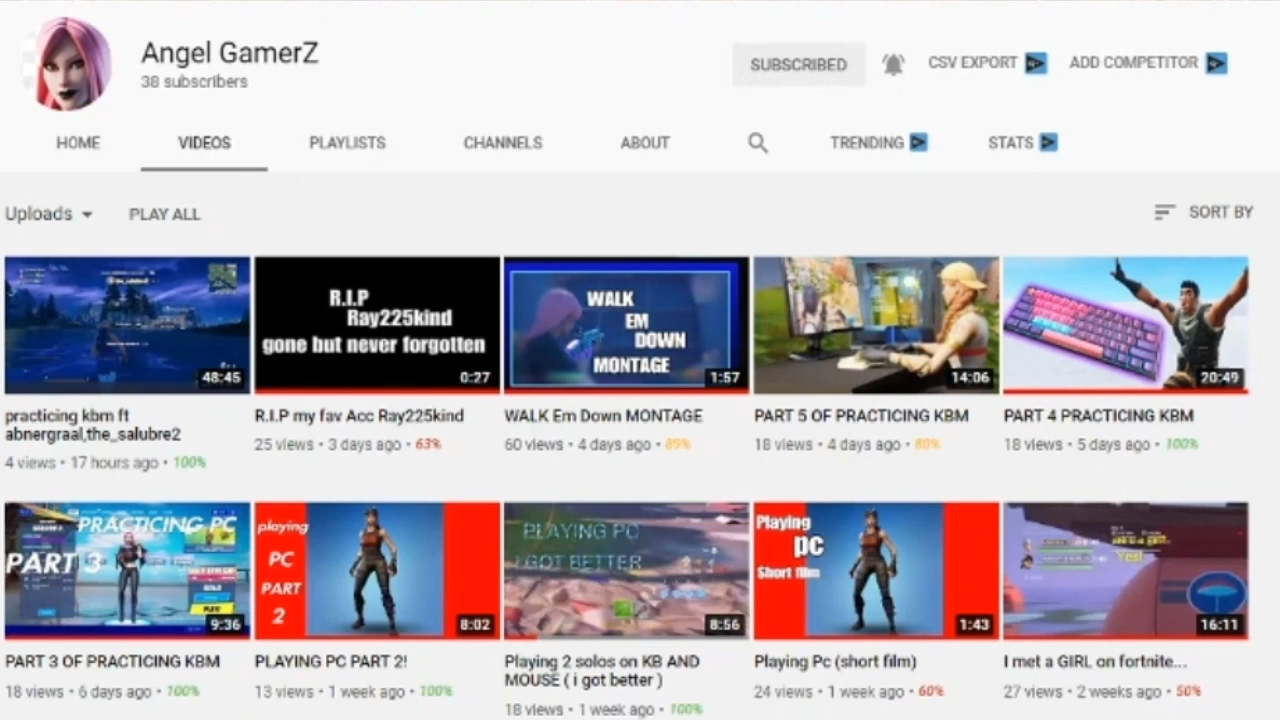 Angel GamerZ
38 subscribers
SUBSCRIBED
CSV EXPORT
ADD COMPETITOR
HOME
VIDEOS
PLAYLISTS
CHANNELS
ABOUT
TRENDING
STATS
Uploads
PLAY ALL
SORT BY
48:45
R.I.P
Ray225kind
gone but never forgotten
0:27
WALK
EM
DOWN
MONTAGE
1:57
14:06
20:49
practicing kbm ft
abnergraal,the_salubre2
4 views • 17 hours ago • 100%
R.I.P my fav Acc Ray225kind
25 views • 3 days ago • 63%
WALK Em Down MONTAGE
60 views • 4 days ago • 89%
PART 5 OF PRACTICING KBM
18 views • 4 days ago • 80%
PART 4 PRACTICING KBM
18 views • 5 days ago • 100%
PRACTICING PC
PART 3
9:36
playing
PC
PART
2
8:02
PLAYING PC
I GOT BETTER
8:56
Playing
pc
Short film
1:43
Yes!
16:11
PART 3 OF PRACTICING KBM
18 views • 6 days ago • 100%
PLAYING PC PART 2!
13 views • 1 week ago • 100%
Playing 2 solos on KB AND
MOUSE ( i got better )
18 views • 1 week ago • 100%
Playing Pc (short film)
24 views • 1 week ago • 60%
I met a GIRL on fortnite...
27 views • 2 weeks ago • 50%